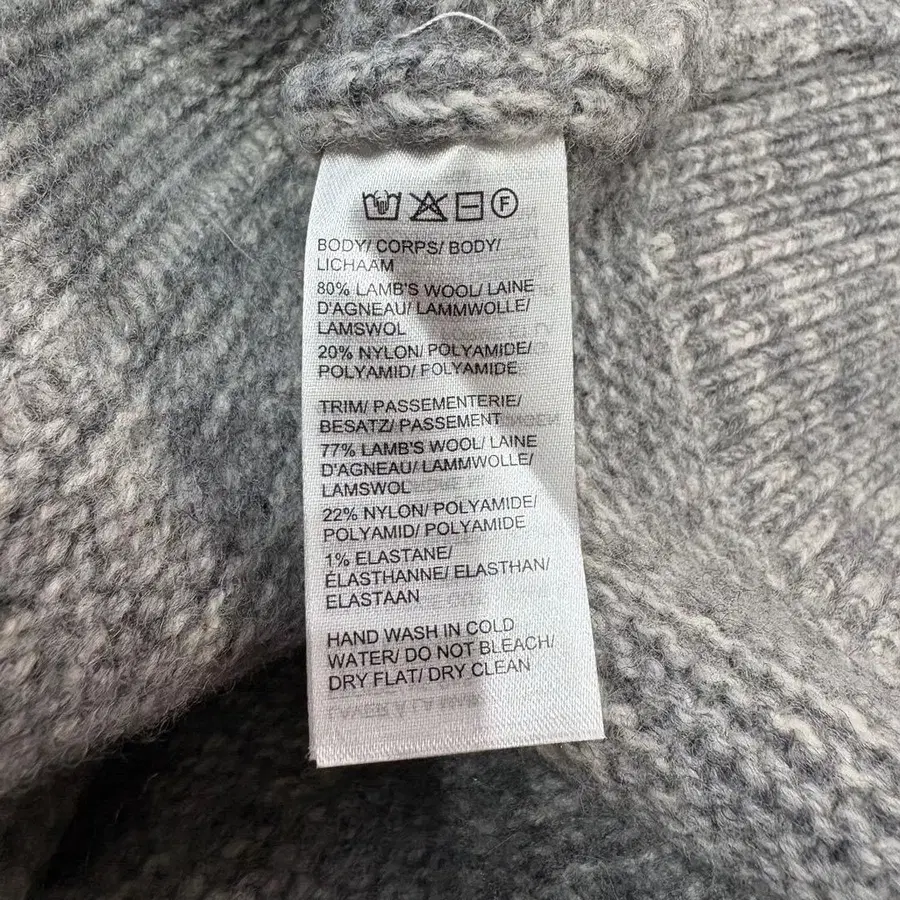 F
BODY/ CORPS/ BODY/
LICHAAM
80% LAMB'S WOOL/ LAINE
D'AGNEAU/ LAMMWOLLE/
LAMSWOL
20% NYLON/ POLYAMIDE/
POLYAMID/ POLYAMIDE
TRIM/ PASSEMENTERIE/
BESATZ/ PASSEMENT
77% LAMB'S WOOL/ LAINE
D'AGNEAU/ LAMMWOLLE/
LAMSWOL
22% NYLON/ POLYAMIDE/
POLYAMID/ POLYAMIDE
1% ELASTANE/
ÉLASTHANNE/ ELASTHAN/
ELASTAAN
HAND WASH IN COLD
WATER/ DO NOT BLEACH/
DRY FLAT/ DRY CLEAN